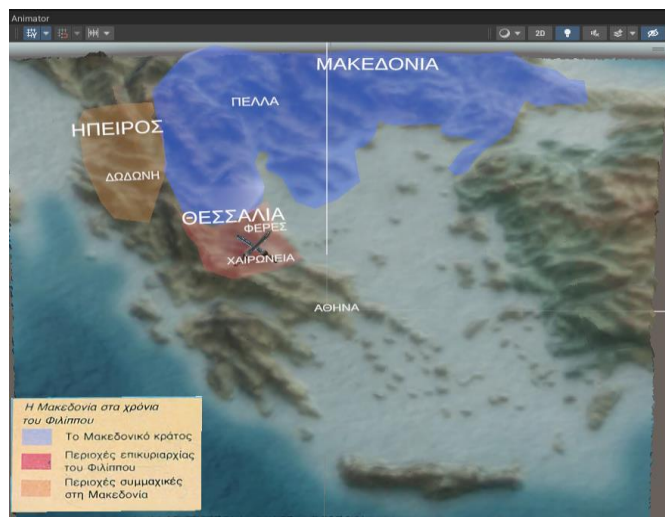 Animator
2D
ΜΑΚΕΔΟΝΙΑ
ΠΕΛΛΑ
ΗΠΕΙΡΟΣ
ΔΩΔΩΝΗ
ΘΕΣΣΑΛΙΑ
ΦΕΡΕΣ
ΧΑΙΡΩΝΕΙΑ
ΑΘΗΝΑ
Η Μακεδονία στα χρόνια
του Φιλίππου
Το Μακεδονικό κράτος
Περιοχές επικυριαρχίας
του Φιλίππου
Περιοχές συμμαχικές
στη Μακεδονία